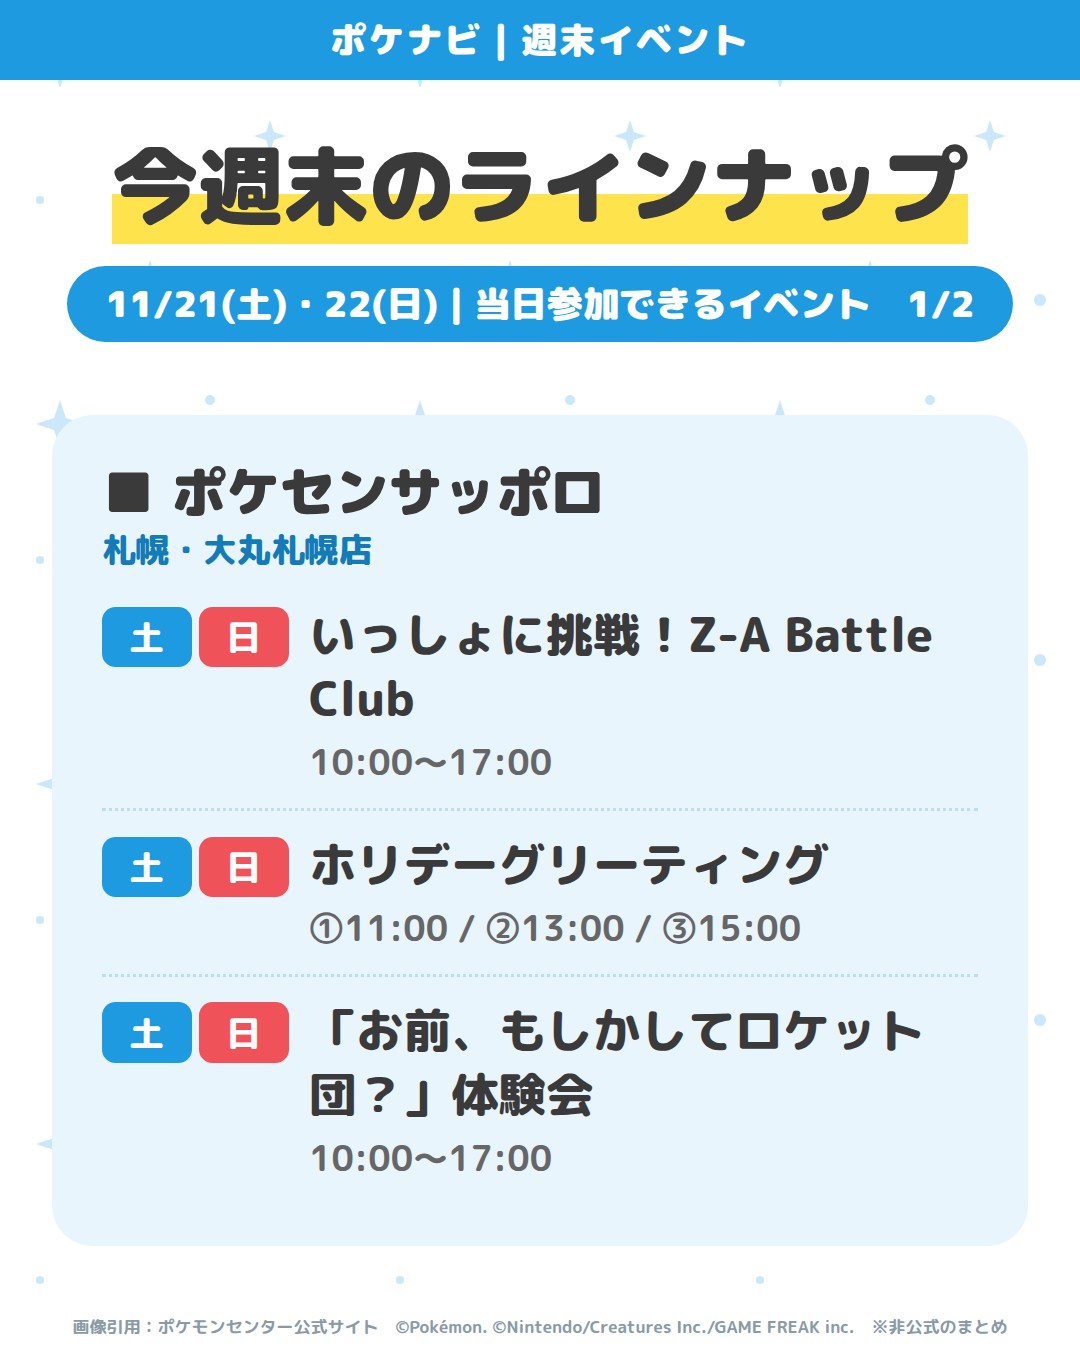 ポケナビ | 週末イベント
今週末のラインナップ
11/21(土)・22(日) | 当日参加できるイベント　1/2
■ ポケセンサッポロ
札幌・大丸札幌店
土 日 いっしょに挑戦！Z-A Battle
Club
10:00〜17:00
土 日 ホリデーグリーティング
①11:00 / ②13:00 / ③15:00
土 日 「お前、もしかしてロケット
団？」体験会
10:00〜17:00
画像引用：ポケモンセンター公式サイト　©Pokémon. ©Nintendo/Creatures Inc./GAME FREAK inc.　※非公式のまとめ